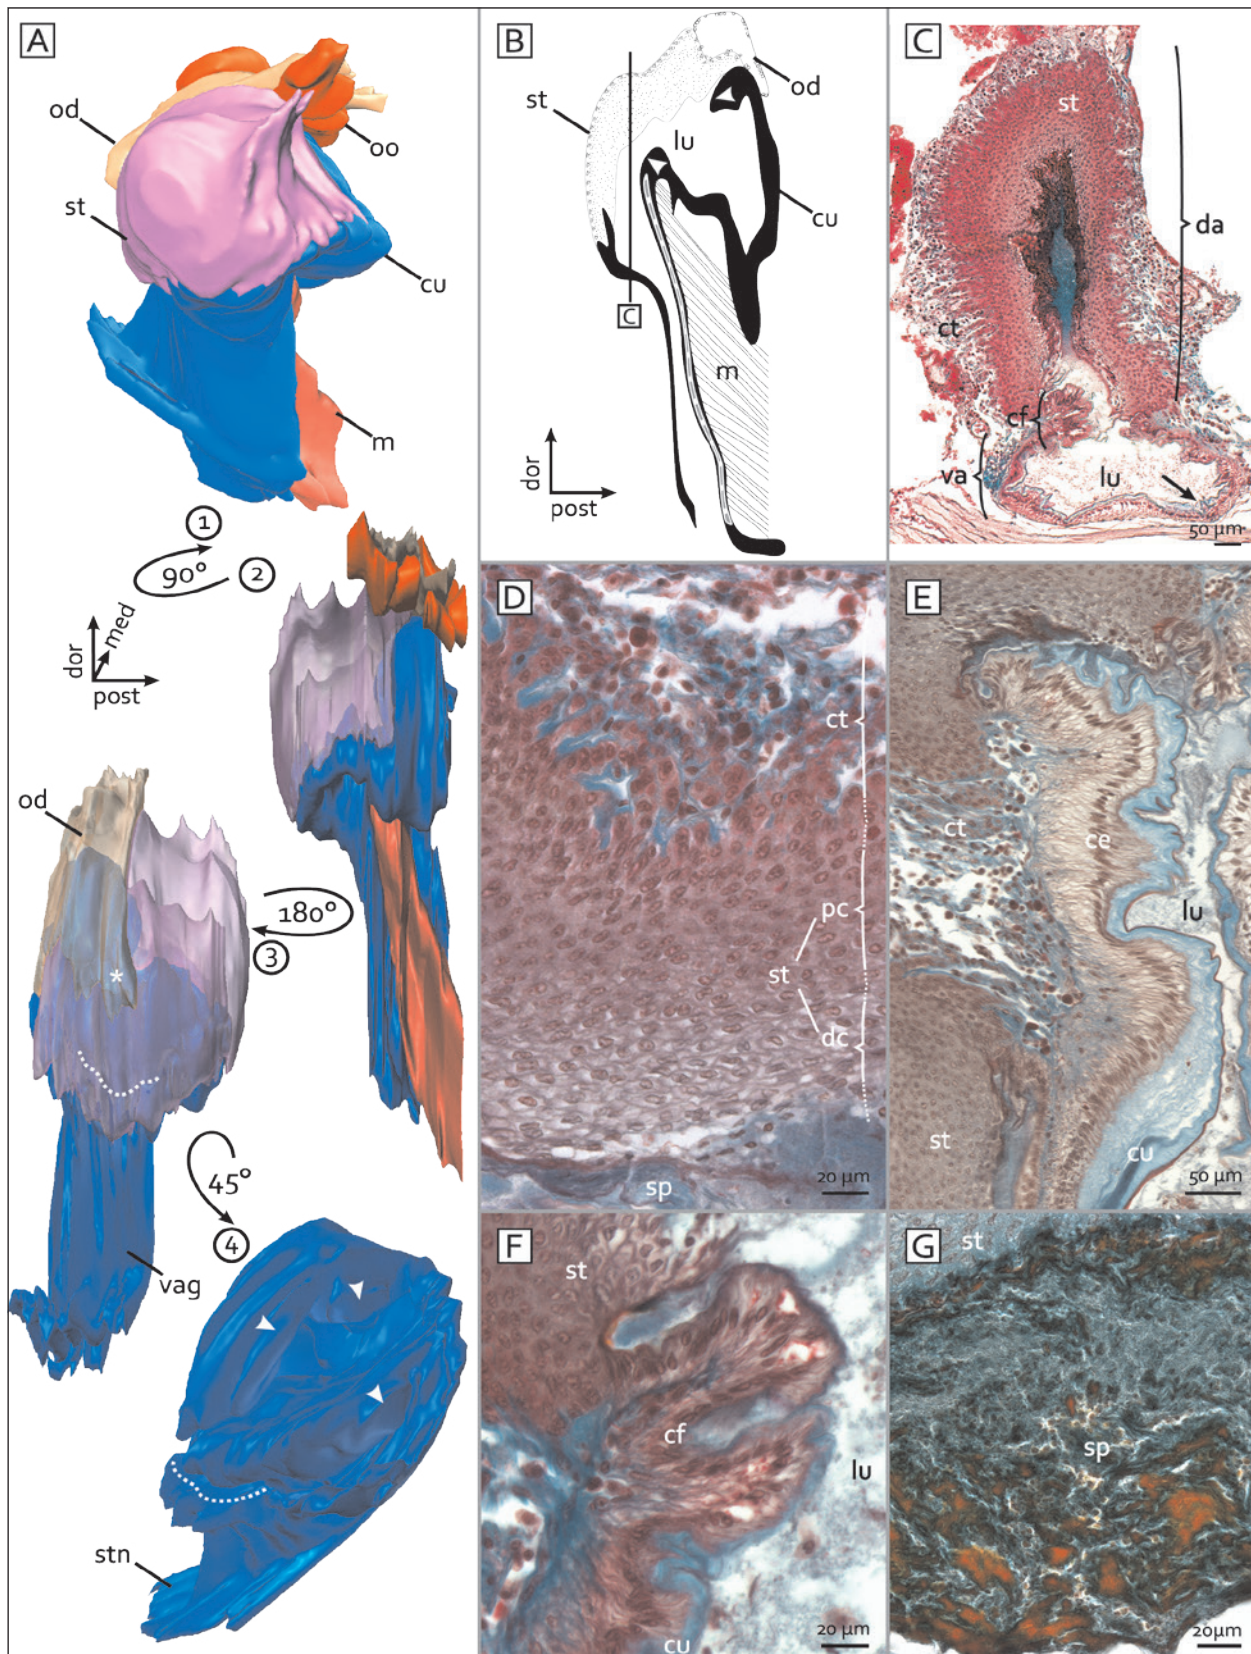 A
od
oo
st
cu
m
1
90°
2
dor
med
post
od
180°
3
*
45°
4
vag
stn
B
st
od
lu
cu
C
m
dor
post
C
st
da
ct
cf
va
lu
50 µm
D
ct
pc
st
dc
sp
20 µm
E
ct
ce
lu
st
cu
50 µm
F
st
cf
lu
cu
20 µm
G
st
sp
20µm